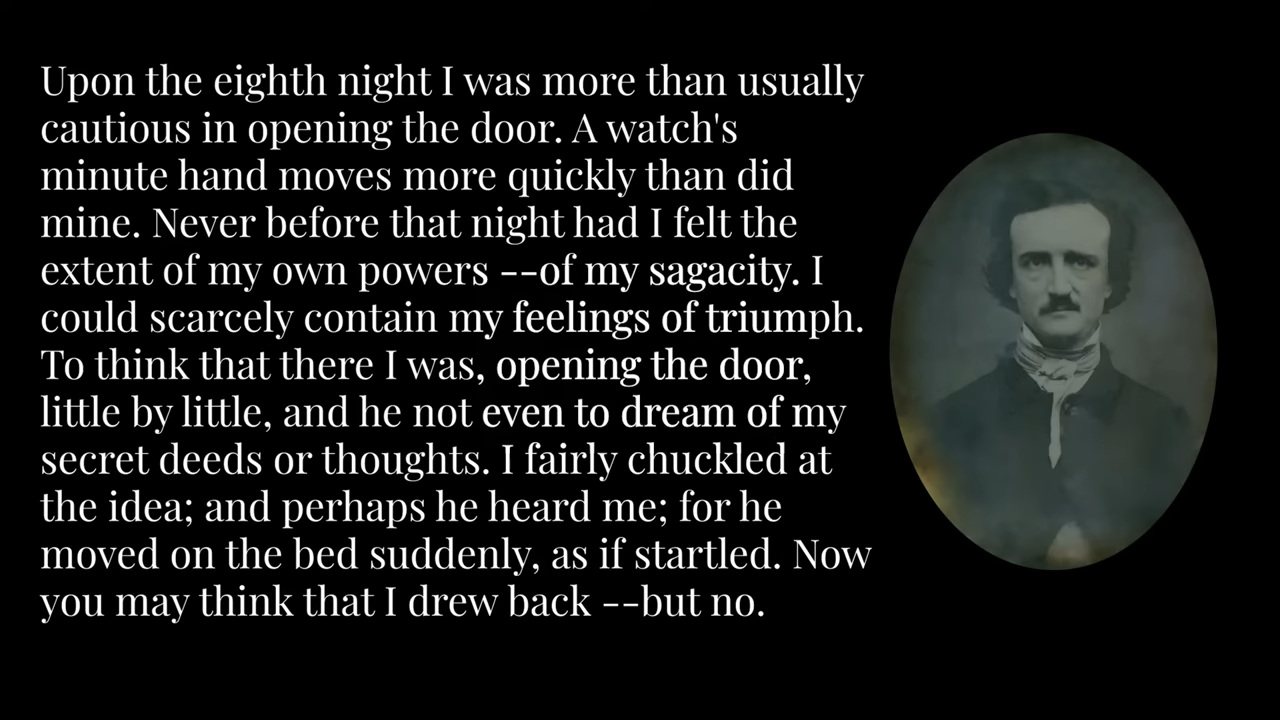 Upon the eighth night I was more than usually
cautious in opening the door. A watch's
minute hand moves more quickly than did
mine. Never before that night had I felt the
extent of my own powers --of my sagacity. I
could scarcely contain my feelings of triumph.
To think that there I was, opening the door,
little by little, and he not even to dream of my
secret deeds or thoughts. I fairly chuckled at
the idea; and perhaps he heard me; for he
moved on the bed suddenly, as if startled. Now
you may think that I drew back --but no.